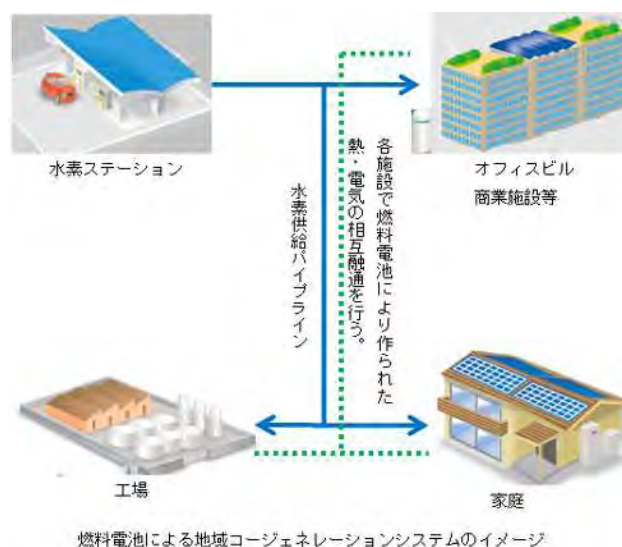 水素ステーション
オフィスビル
商業施設等
各施設で燃料電池により作られた
熱・電気の相互融通を行う。
水素供給パイプライン
工場
家庭
燃料電池による地域コージェネレーションシステムのイメージ